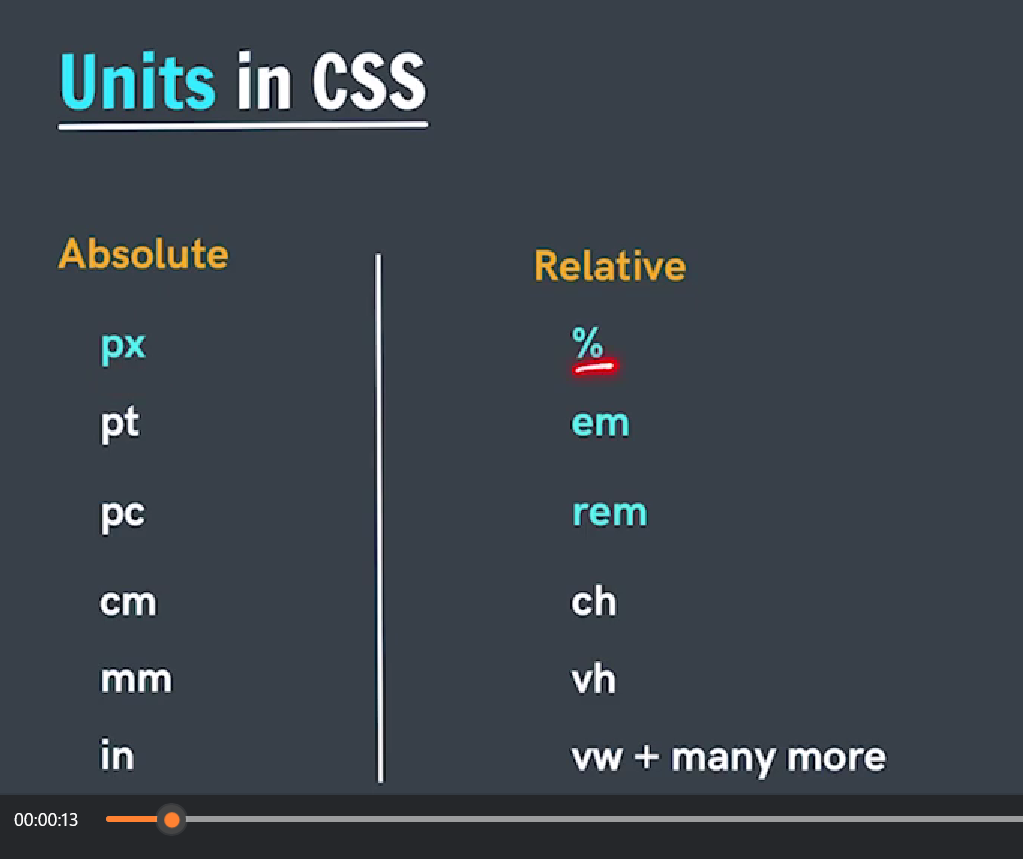 Units in CSS
Absolute
px
pt
pc
cm
mm
in
Relative
%
em
rem
ch
vh
vw + many more
00:00:13